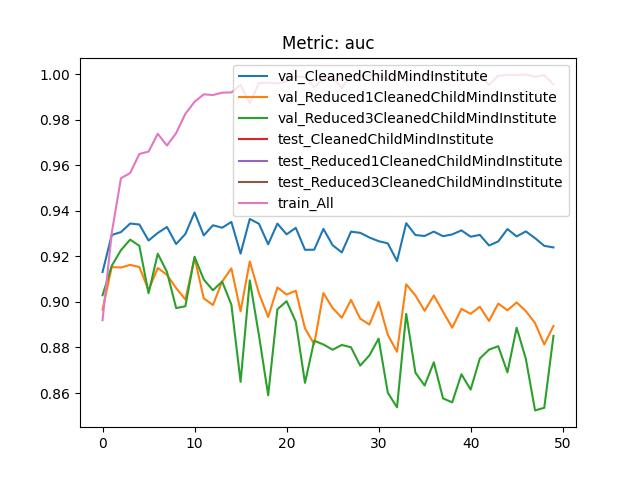 Metric: auc
1.00
0.98
0.96
0.94
0.92
0.90
0.88
0.86
val_CleanedChildMindInstitute
val_Reduced1CleanedChildMindInstitute
val_Reduced3CleanedChildMindInstitute
test_CleanedChildMindInstitute
test_Reduced1CleanedChildMindInstitute
test_Reduced3CleanedChildMindInstitute
train_All
0 10 20 30 40 50